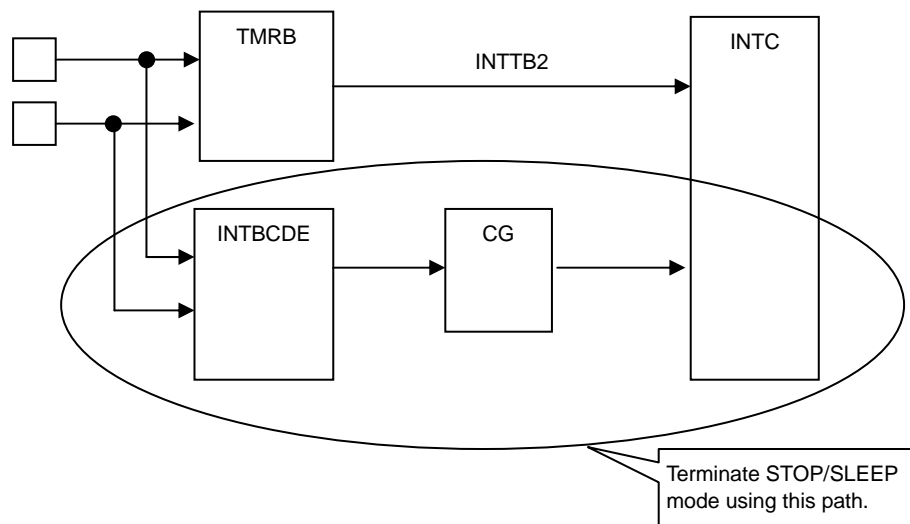 TMRB
INTC
INTTB2
INTBCDE
CG
Terminate STOP/SLEEP
mode using this path.